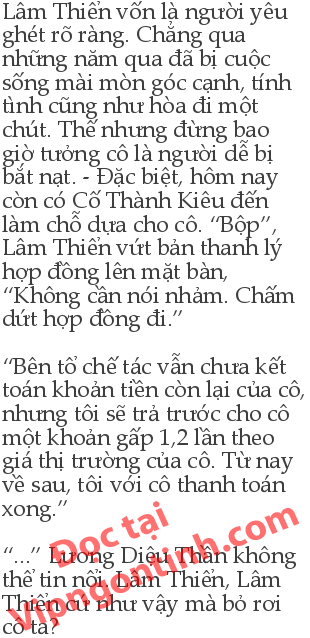 Lâm Thiển vốn là người yêu
ghét rõ ràng. Chẳng qua
những năm qua đã bị cuộc
sống mài mòn góc cạnh, tính
tình cũng như hòa đi một
chút. Thế nhưng đừng bao
giờ tưởng cô là người dễ bị
bắt nạt. - Đặc biệt, hôm nay
còn có Cố Thành Kiêu đến
làm chỗ dựa cho cô. “Bộp”,
Lâm Thiển vứt bản thanh lý
hợp đồng lên mặt bàn,
“Không cần nói nhảm. Chấm
dứt hợp đồng đi.”
“Bên tổ chế tác vẫn chưa kết
toán khoản tiền còn lại của cô,
nhưng tôi sẽ trả trước cho cô
một khoản gấp 1,2 lần theo
giá thị trường của cô. Từ nay
về sau, tôi với cô thanh toán
xong.”
“...” Lương Diệu Thần không
thể tin nổi. Lâm Thiển, Lâm
Thiển cứ như vậy mà bỏ rơi
cô ta?
Đọc tại
Vipngontinh.com